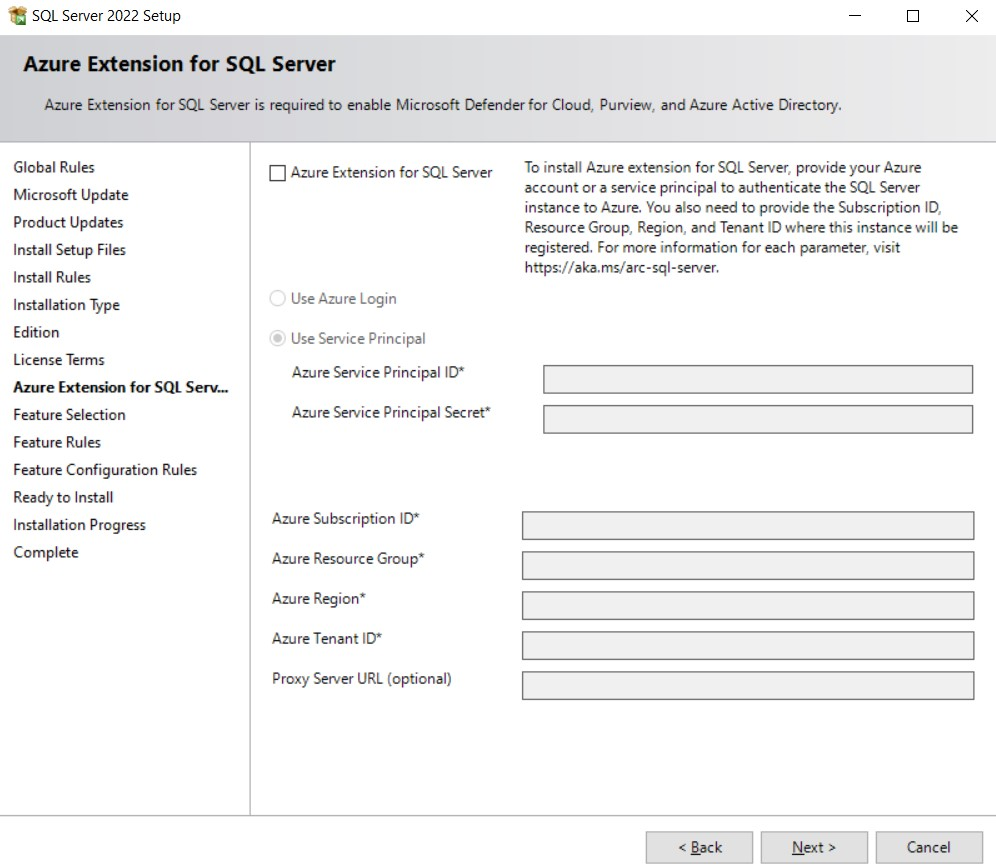 SQL Server 2022 Setup
Azure Extension for SQL Server
Azure Extension for SQL Server is required to enable Microsoft Defender for Cloud, Purview, and Azure Active Directory.
Global Rules
Microsoft Update
Product Updates
Install Setup Files
Install Rules
Installation Type
Edition
License Terms
Azure Extension for SQL Serv...
Feature Selection
Feature Rules
Feature Configuration Rules
Ready to Install
Installation Progress
Complete
Azure Extension for SQL Server
To install Azure extension for SQL Server, provide your Azure
account or a service principal to authenticate the SQL Server
instance to Azure. You also need to provide the Subscription ID,
Resource Group, Region, and Tenant ID where this instance will be
registered. For more information for each parameter, visit
https://aka.ms/arc-sql-server.
Use Azure Login
Use Service Principal
Azure Service Principal ID*
Azure Service Principal Secret*
Azure Subscription ID*
Azure Resource Group*
Azure Region*
Azure Tenant ID*
Proxy Server URL (optional)
< Back
Next >
Cancel